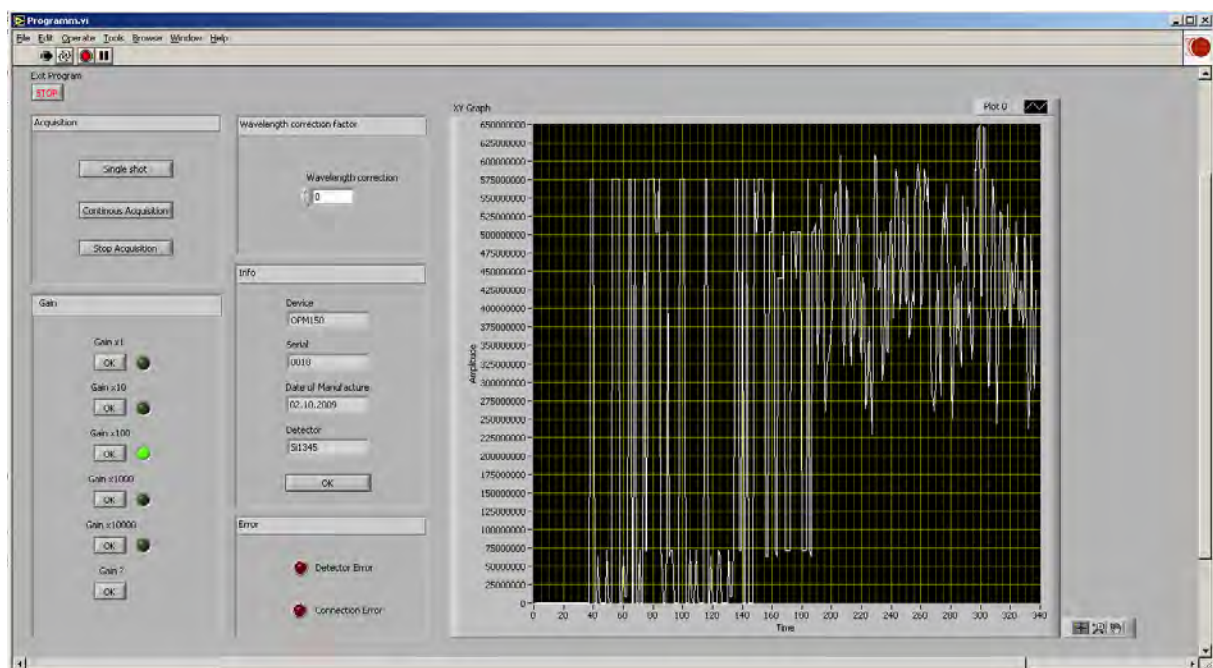 Programm.vi
File Edit Operate Tools Browse Window Help
Exit Program
STOP
Acquisition
Single shot
Continous Acquisition
Stop Acquisition
Gain
Gain x1
OK
Gain x10
OK
Gain x100
OK
Gain x1000
OK
Gain x10000
OK
Gain ?
OK
Wavelength correction factor
Wavelength correction
0
Info
Device
OPM150
Serial
0018
Date of Manufacture
02.10.2009
Detector
Si1345
OK
Error
Detector Error
Connection Error
XY Graph
Plot 0
Amplitude
650000000
625000000
600000000
575000000
550000000
525000000
500000000
475000000
450000000
425000000
400000000
375000000
350000000
325000000
300000000
275000000
250000000
225000000
200000000
175000000
150000000
125000000
100000000
75000000
50000000
25000000
0
0 20 40 60 80 100 120 140 160 180 200 220 240 260 280 300 320 340
Time